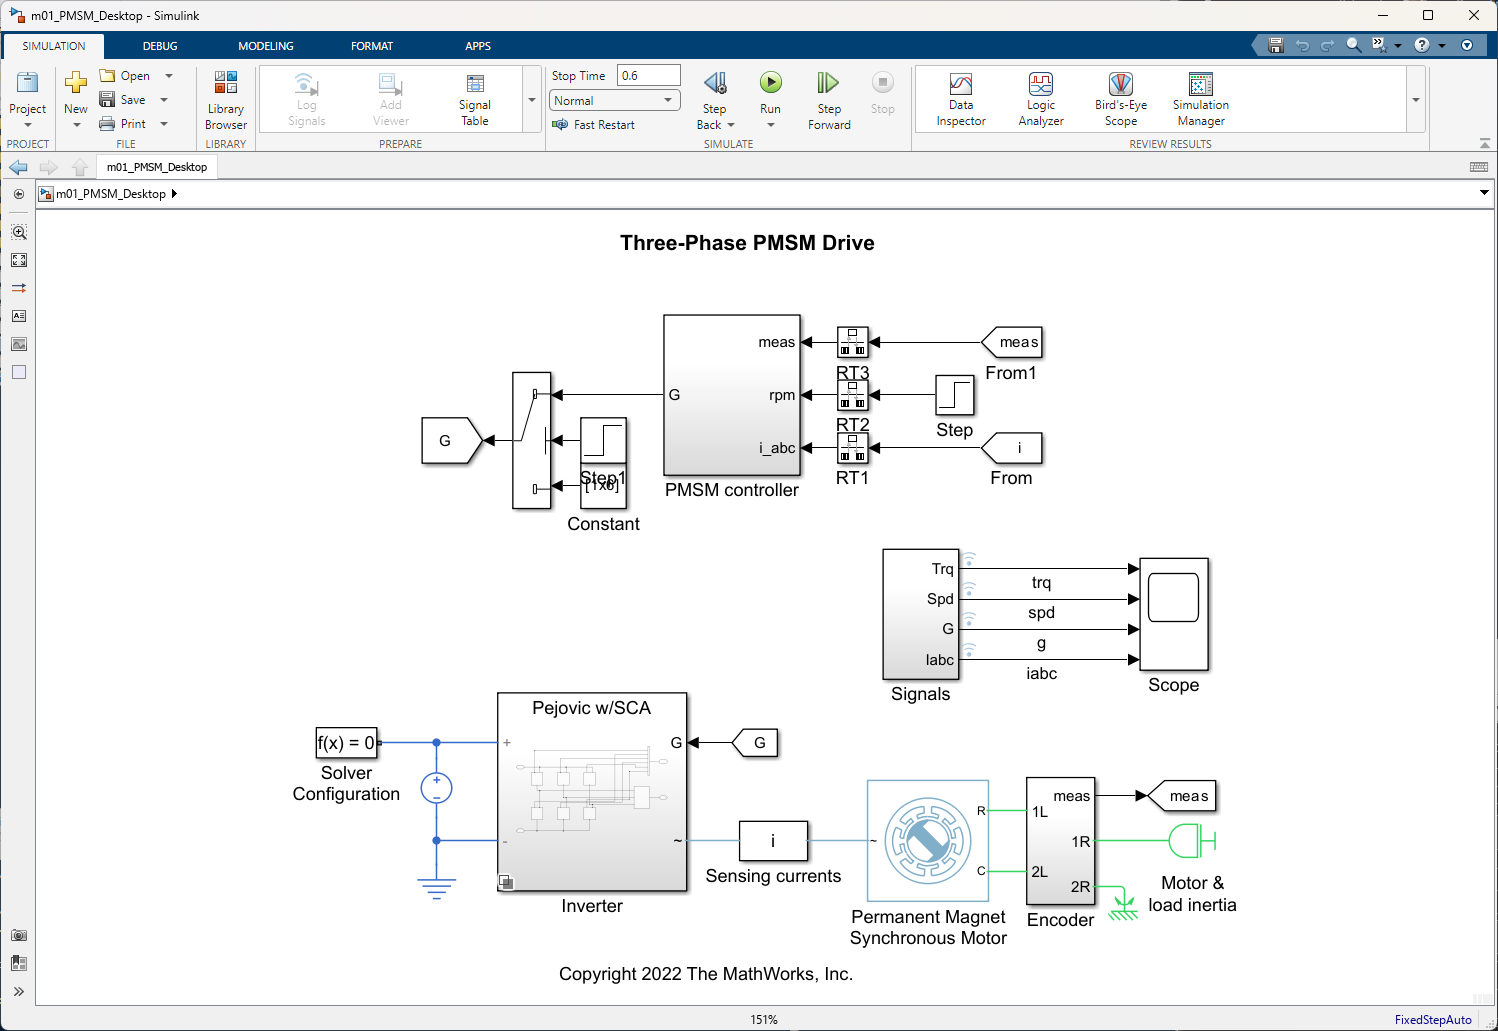 m01_PMSM_Desktop - Simulink
SIMULATION
DEBUG
MODELING
FORMAT
APPS
Project
New
Open
Save
Print
Library
Browser
Log
Signals
Add
Viewer
Signal
Table
Stop Time
0.6
Normal
Fast Restart
Step
Back
Run
Step
Forward
Stop
Data
Inspector
Logic
Analyzer
Bird's-Eye
Scope
Simulation
Manager
PROJECT
FILE
LIBRARY
PREPARE
SIMULATE
REVIEW RESULTS
m01_PMSM_Desktop
m01_PMSM_Desktop
Three-Phase PMSM Drive
meas
RT3
meas
From1
G
rpm
RT2
Step
i_abc
RT1
i
From
PMSM controller
G
Step1
[1x6]
Constant
Trq
trq
Spd
spd
G
g
Iabc
iabc
Signals
Scope
Pejovic w/SCA
f(x) = 0
Solver
Configuration
+
-
+
-
G
~
Inverter
G
i
Sensing currents
~
R
C
Permanent Magnet
Synchronous Motor
meas
1L
1R
2L
2R
Encoder
meas
Motor &
load inertia
Copyright 2022 The MathWorks, Inc.
151%
FixedStepAuto